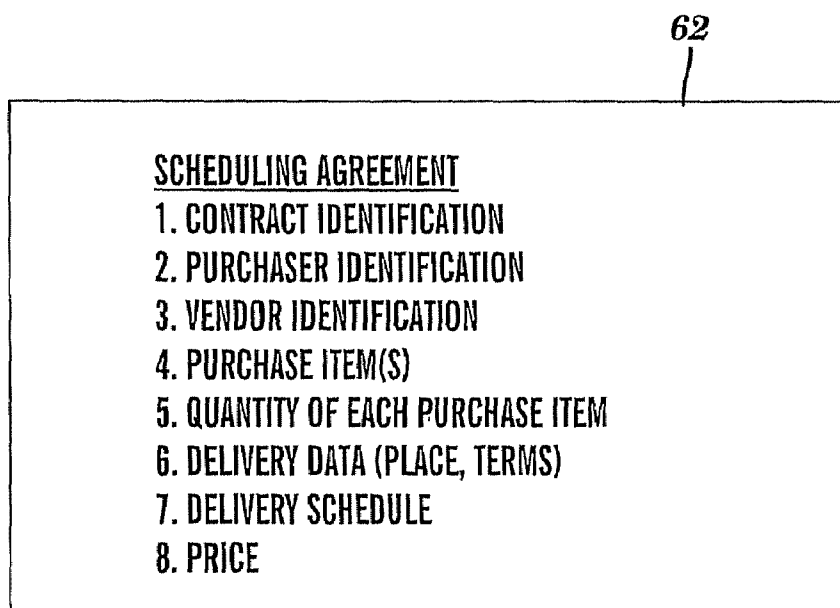 62
SCHEDULING AGREEMENT
1. CONTRACT IDENTIFICATION
2. PURCHASER IDENTIFICATION
3. VENDOR IDENTIFICATION
4. PURCHASE ITEM(S)
5. QUANTITY OF EACH PURCHASE ITEM
6. DELIVERY DATA (PLACE, TERMS)
7. DELIVERY SCHEDULE
8. PRICE